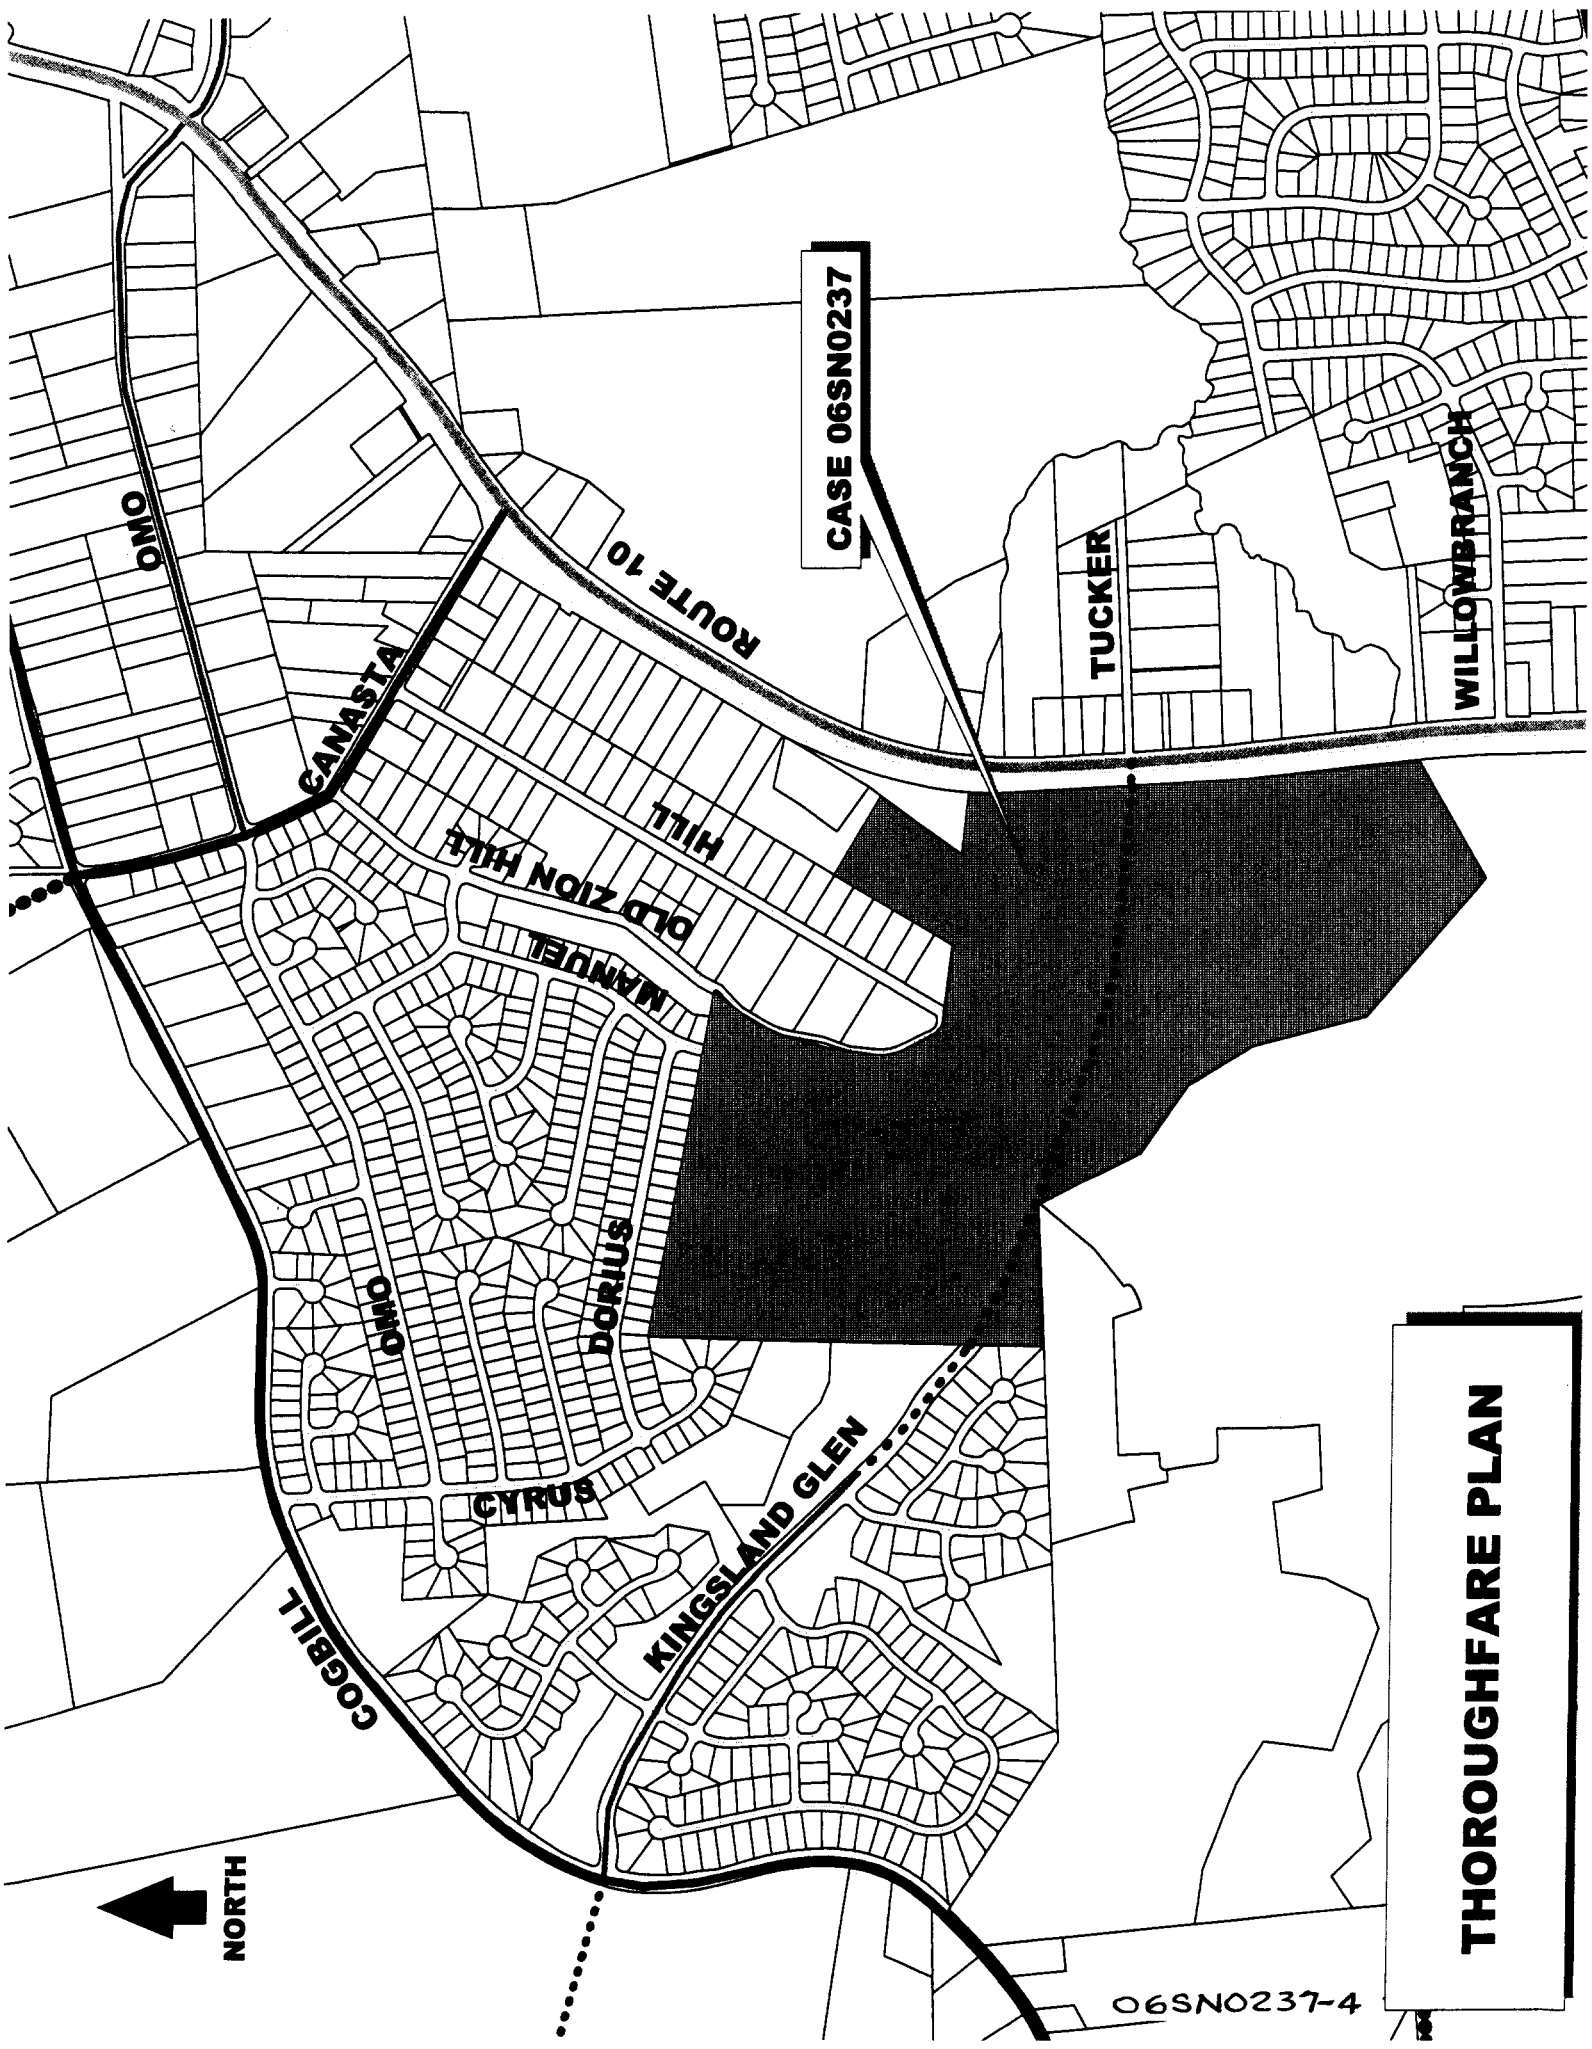 THOROUGHFARE PLAN
CASE 06SN0237
NORTH
COGBILL
CYRUS
KINGSLAND GLEN
OMO
DORIUS
MANUEL
OLD ZION HILL
HILL
CANASTA
OMO
ROUTE 10
TUCKER
WILLOWBRANCH
06SN0237-4